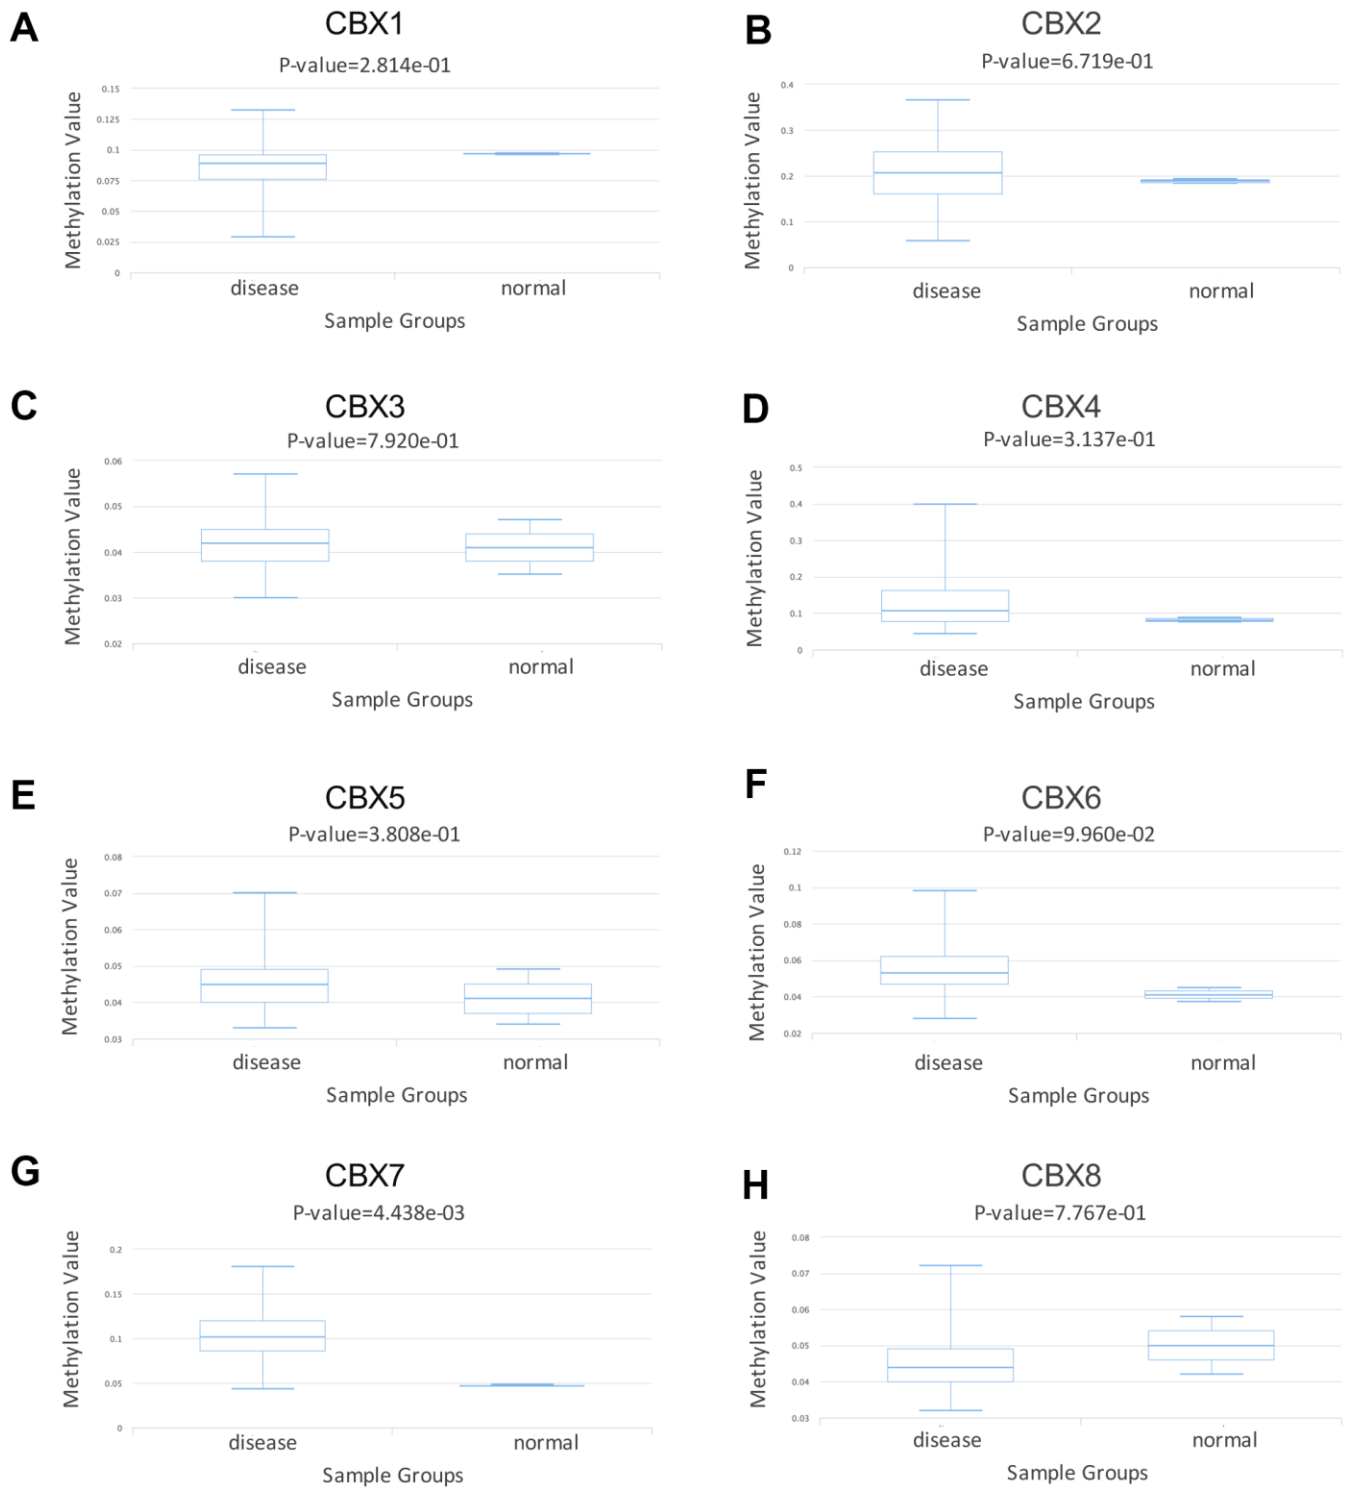 A
CBX1
P-value=2.814e-01
Methylation Value
0.15
0.125
0.1
0.075
0.05
0.025
0
disease normal
Sample Groups
B
CBX2
P-value=6.719e-01
Methylation Value
0.4
0.3
0.2
0.1
0
disease normal
Sample Groups
C
CBX3
P-value=7.920e-01
Methylation Value
0.06
0.05
0.04
0.03
0.02
disease normal
Sample Groups
D
CBX4
P-value=3.137e-01
Methylation Value
0.5
0.4
0.3
0.2
0.1
0
disease normal
Sample Groups
E
CBX5
P-value=3.808e-01
Methylation Value
0.08
0.07
0.06
0.05
0.04
0.03
disease normal
Sample Groups
F
CBX6
P-value=9.960e-02
Methylation Value
0.12
0.1
0.08
0.06
0.04
0.02
disease normal
Sample Groups
G
CBX7
P-value=4.438e-03
Methylation Value
0.2
0.15
0.1
0.05
0
disease normal
Sample Groups
H
CBX8
P-value=7.767e-01
Methylation Value
0.08
0.07
0.06
0.05
0.04
0.03
disease normal
Sample Groups